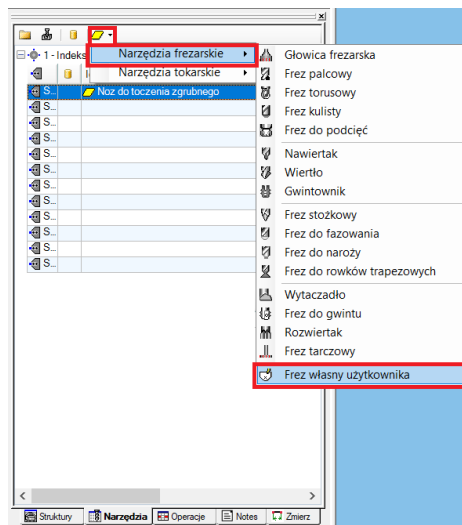 1 - Indeks
Narzędzia frezarskie
Narzędzia tokarskie
S... Noz do toczenia zgrubnego
S...
S...
S...
S...
S...
S...
S...
S...
S...
S...
S...
Głowica frezarska
Frez palcowy
Frez torusowy
Frez kulisty
Frez do podcięć
Nawiertak
Wiertło
Gwintownik
Frez stożkowy
Frez do fazowania
Frez do naroży
Frez do rowków trapezowych
Wytaczadło
Frez do gwintu
Rozwiertak
Frez tarczowy
Frez własny użytkownika
Struktury Narzędzia Operacje Notes Zmierz